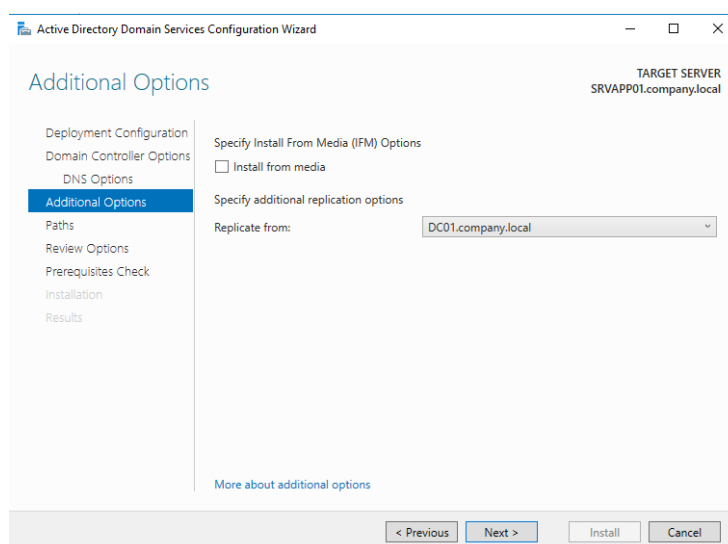 Active Directory Domain Services Configuration Wizard
Additional Options
TARGET SERVER
SRVAPP01.company.local
Deployment Configuration
Domain Controller Options
DNS Options
Additional Options
Paths
Review Options
Prerequisites Check
Installation
Results
Specify Install From Media (IFM) Options
Install from media
Specify additional replication options
Replicate from: DC01.company.local
More about additional options
< Previous Next > Install Cancel